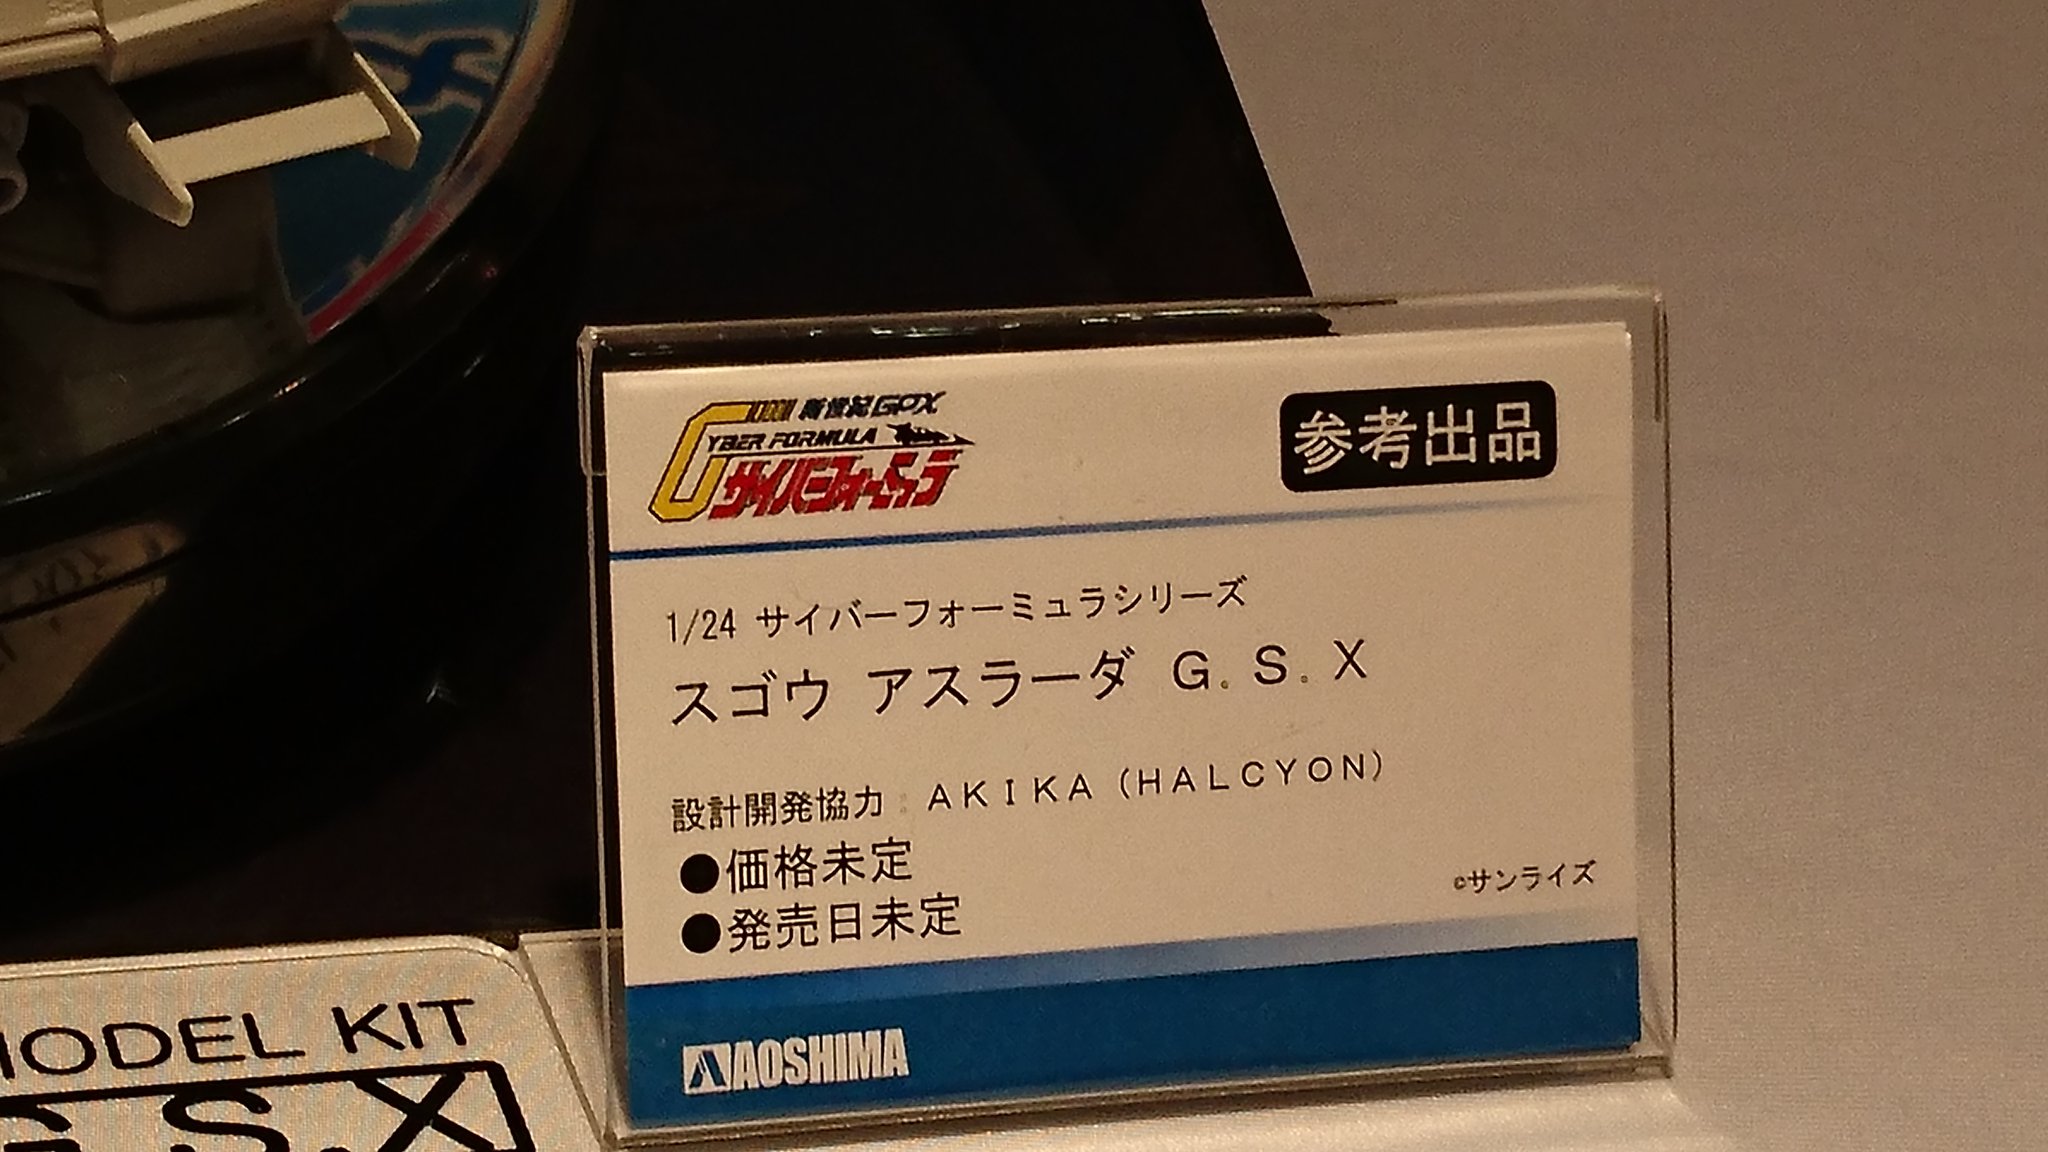 新世紀GPX
CYBER FORMULA
サイバーフォーミュラ
参考出品
1/24 サイバーフォーミュラシリーズ
スゴウ アスラーダ G.S.X
設計開発協力:AKIKA(HALCYON)
●価格未定
●発売日未定
©サンライズ
AOSHIMA
MODEL KIT
G.S.X